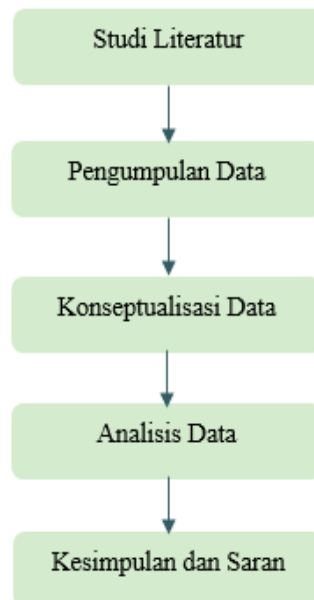 Studi Literatur
Pengumpulan Data
Konseptualisasi Data
Analisis Data
Kesimpulan dan Saran